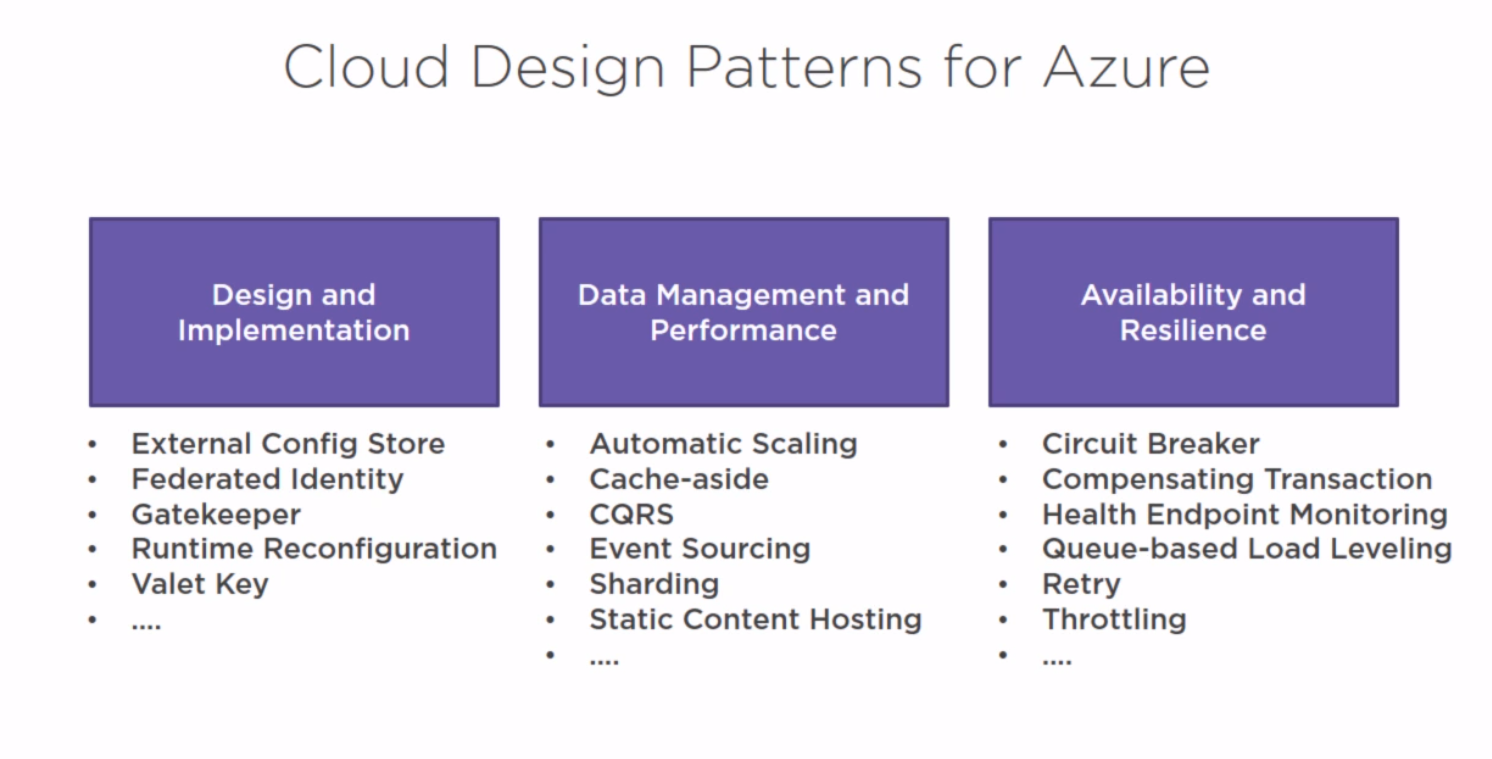 Cloud Design Patterns for Azure
Design and
Implementation
• External Config Store
• Federated Identity
• Gatekeeper
• Runtime Reconfiguration
• Valet Key
• ....
Data Management and
Performance
• Automatic Scaling
• Cache-aside
• CQRS
• Event Sourcing
• Sharding
• Static Content Hosting
• ....
Availability and
Resilience
• Circuit Breaker
• Compensating Transaction
• Health Endpoint Monitoring
• Queue-based Load Leveling
• Retry
• Throttling
• ....